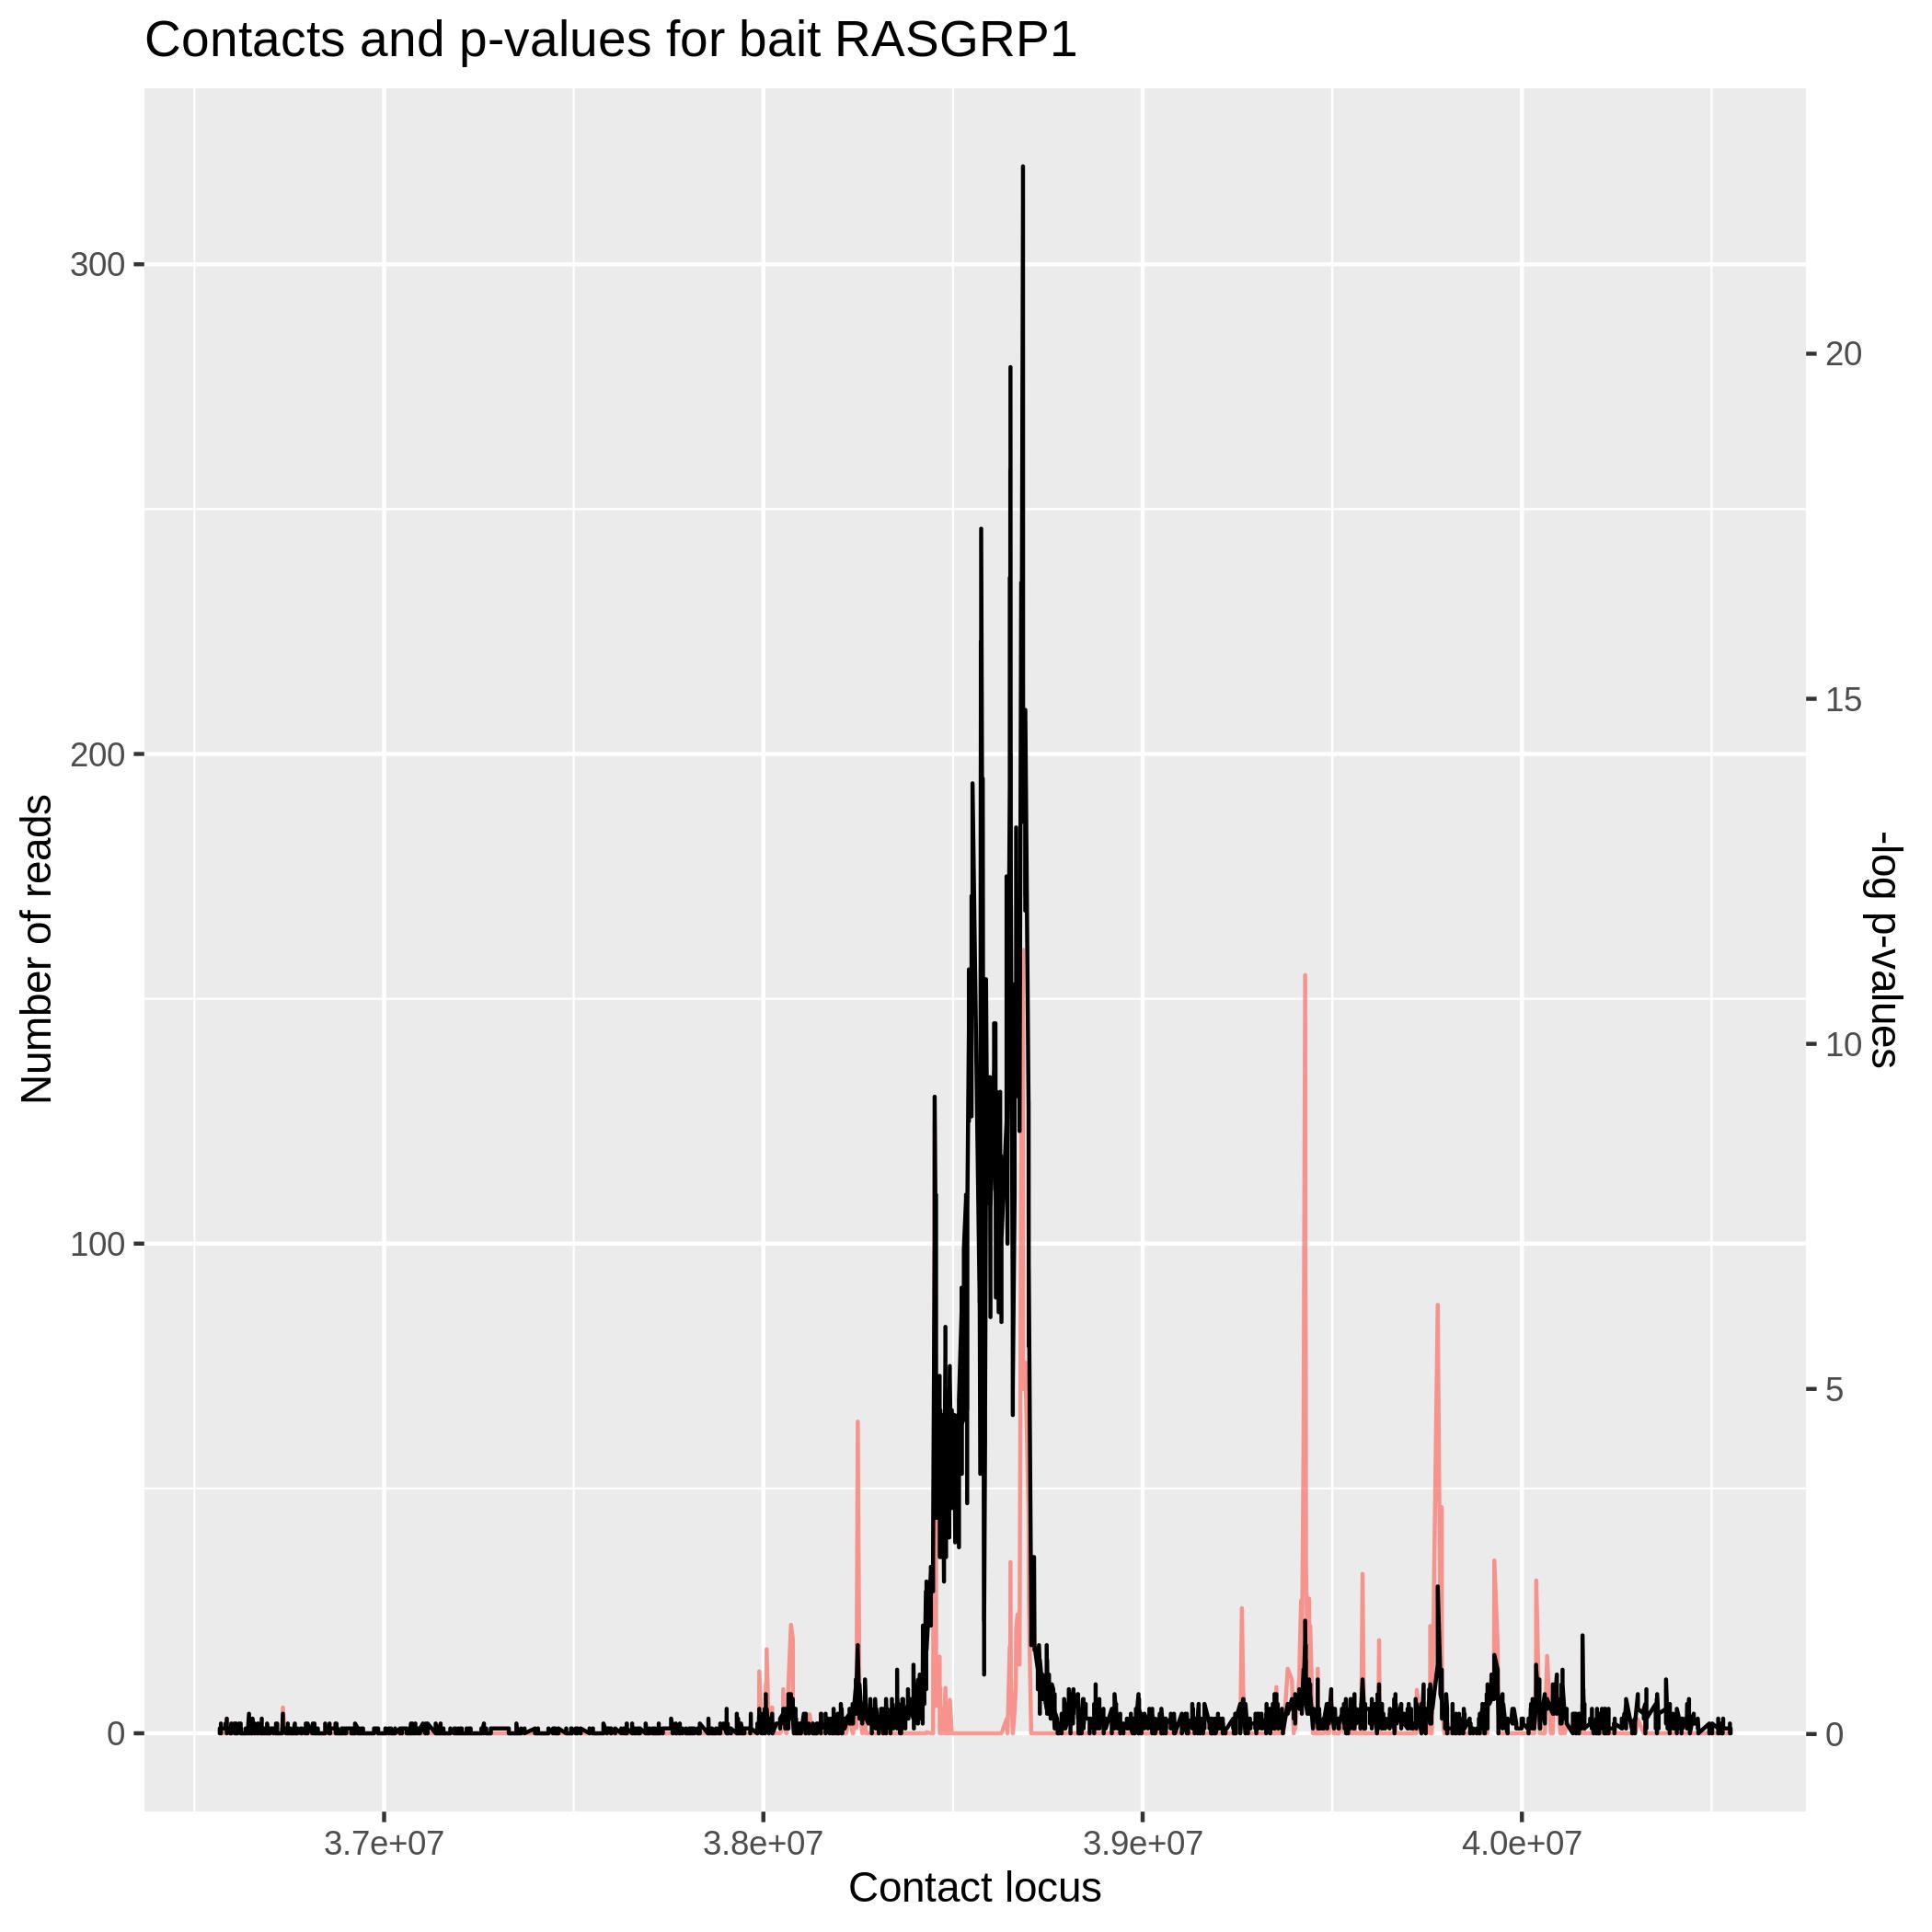 Contacts and p-values for bait RASGRP1
Number of reads
300
200
100
0
20
15
10
5
0
-log p-values
3.7e+07
3.8e+07
3.9e+07
4.0e+07
Contact locus